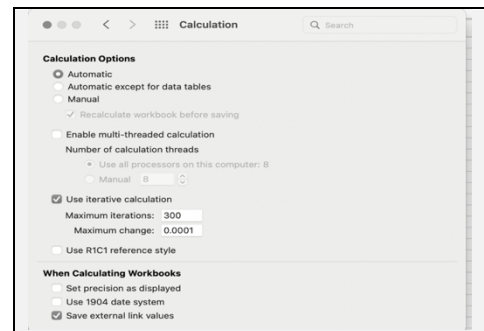 Calculation
Search
Calculation Options
Automatic
Automatic except for data tables
Manual
Recalculate workbook before saving
Enable multi-threaded calculation
Number of calculation threads
Use all processors on this computer: 8
Manual 8
Use iterative calculation
Maximum iterations: 300
Maximum change: 0.0001
Use R1C1 reference style
When Calculating Workbooks
Set precision as displayed
Use 1904 date system
Save external link values